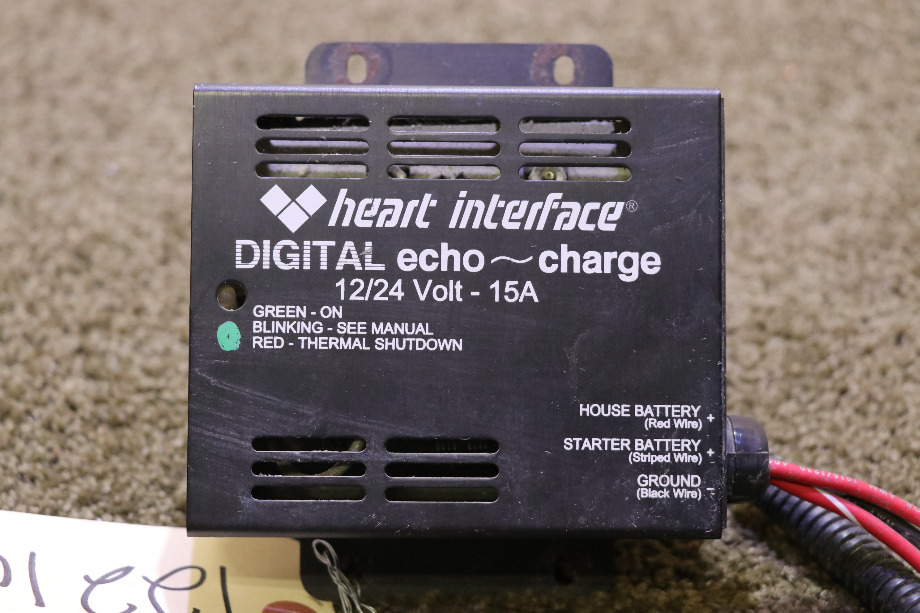 heart interface®
DIGITAL echo~charge
12/24 Volt - 15A
GREEN - ON
BLINKING - SEE MANUAL
RED - THERMAL SHUTDOWN
HOUSE BATTERY +
(Red Wire)
STARTER BATTERY +
(Striped Wire)
GROUND -
(Black Wire)